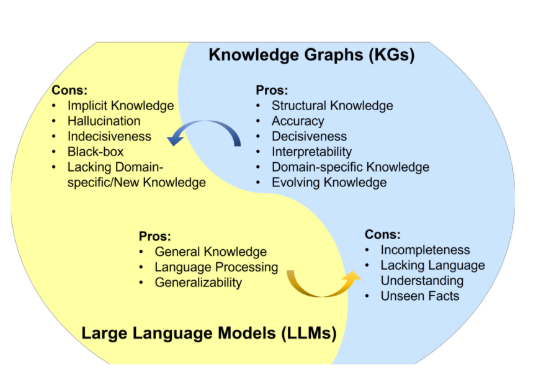 Knowledge Graphs (KGs)
Cons:
• Implicit Knowledge
• Hallucination
• Indecisiveness
• Black-box
• Lacking Domain-
specific/New Knowledge
Pros:
• Structural Knowledge
• Accuracy
• Decisiveness
• Interpretability
• Domain-specific Knowledge
• Evolving Knowledge
Pros:
• General Knowledge
• Language Processing
• Generalizability
Cons:
• Incompleteness
• Lacking Language
Understanding
• Unseen Facts
Large Language Models (LLMs)